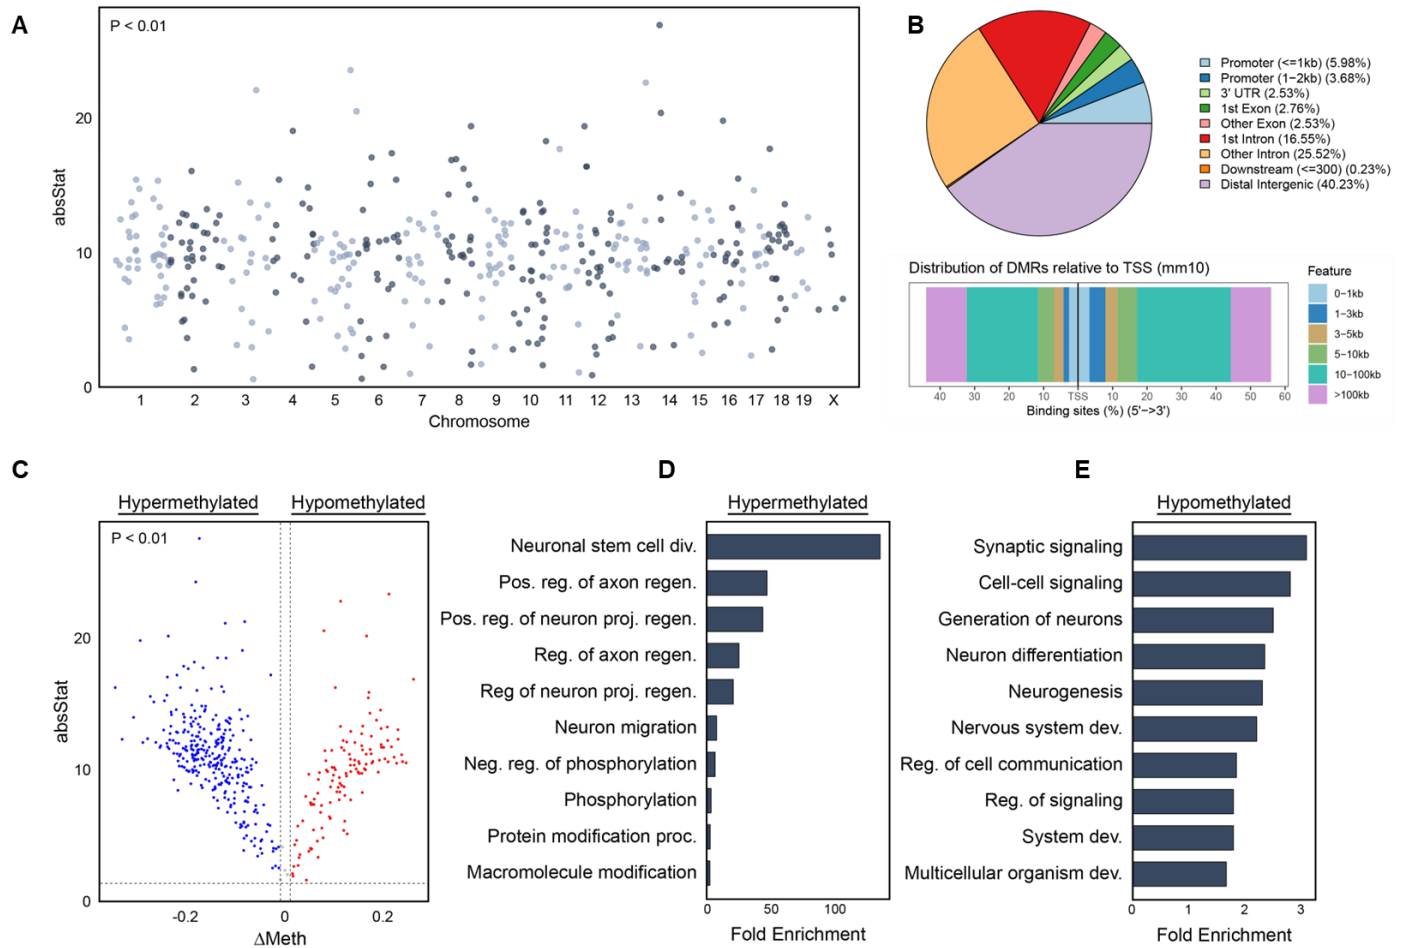 A
P < 0.01
absStat
20
10
0
1 2 3 4 5 6 7 8 9 10 11 12 13 14 15 16 17 18 19 X
Chromosome
B
Promoter (<=1kb) (5.98%)
Promoter (1-2kb) (3.68%)
3' UTR (2.53%)
1st Exon (2.76%)
Other Exon (2.53%)
1st Intron (16.55%)
Other Intron (25.52%)
Downstream (<=300) (0.23%)
Distal Intergenic (40.23%)
Distribution of DMRs relative to TSS (mm10)
40 30 20 10 TSS 10 20 30 40 50 60
Binding sites (%) (5'->3')
Feature
0-1kb
1-3kb
3-5kb
5-10kb
10-100kb
>100kb
C
Hypermethylated Hypomethylated
P < 0.01
absStat
20
10
0
-0.2 0 0.2
ΔMeth
D
Hypermethylated
Neuronal stem cell div.
Pos. reg. of axon regen.
Pos. reg. of neuron proj. regen.
Reg. of axon regen.
Reg of neuron proj. regen.
Neuron migration
Neg. reg. of phosphorylation
Phosphorylation
Protein modification proc.
Macromolecule modification
0 50 100
Fold Enrichment
E
Hypomethylated
Synaptic signaling
Cell-cell signaling
Generation of neurons
Neuron differentiation
Neurogenesis
Nervous system dev.
Reg. of cell communication
Reg. of signaling
System dev.
Multicellular organism dev.
0 1 2 3
Fold Enrichment